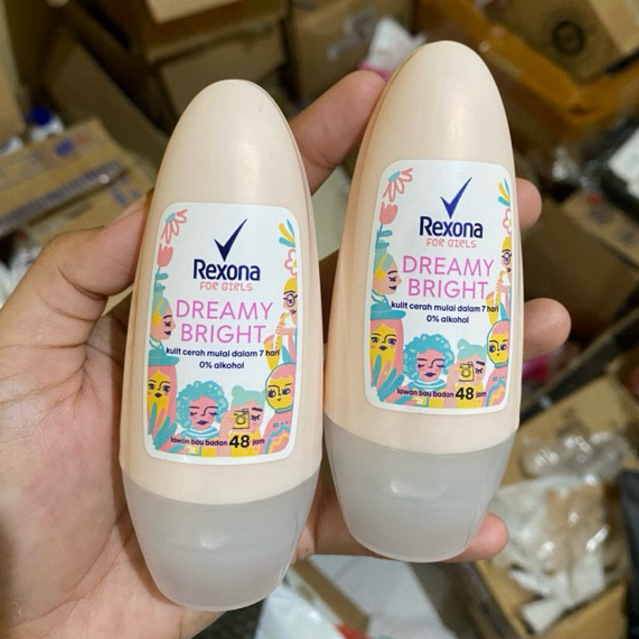 Rexona
FOR GIRLS
DREAMY
BRIGHT
kulit cerah mulai dalam 7 hari
0% alkohol
lawan bau badan 48 jam
Rexona
FOR GIRLS
DREAMY
BRIGHT
kulit cerah mulai dalam 7 hari
0% alkohol
lawan bau badan 48 jam